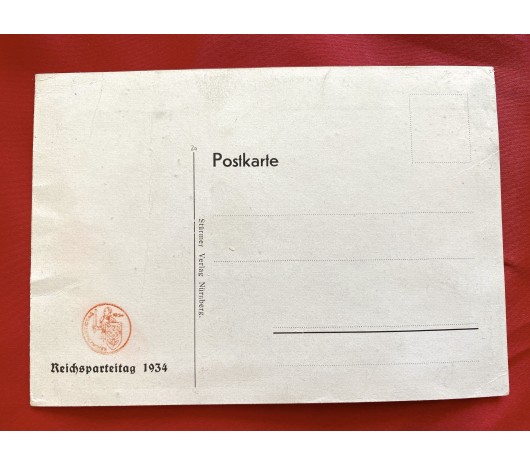 Postkarte
Stürmer Verlag Nürnberg.
Reichsparteitag 1934